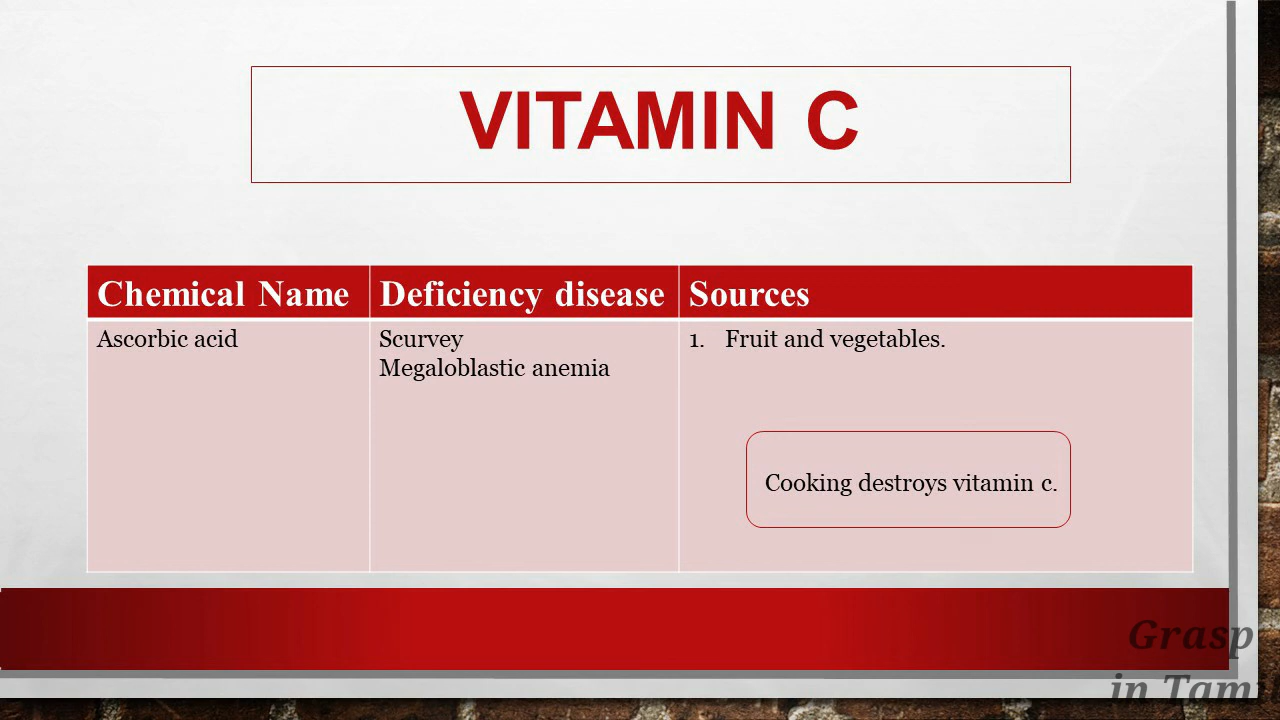 VITAMIN C
Chemical Name
Deficiency disease
Sources
Ascorbic acid
Scurvey
Megaloblastic anemia
1. Fruit and vegetables.
Cooking destroys vitamin c.
Grasp
in